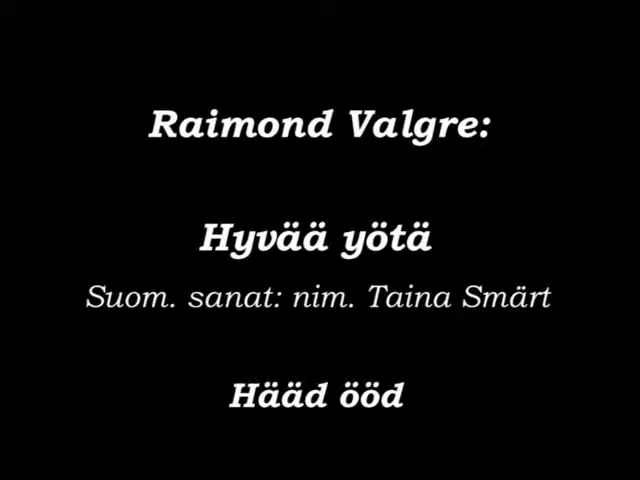 Raimond Valgre:
Hyvää yötä
Suom. sanat: nim. Taina Smärt
Hääd ööd